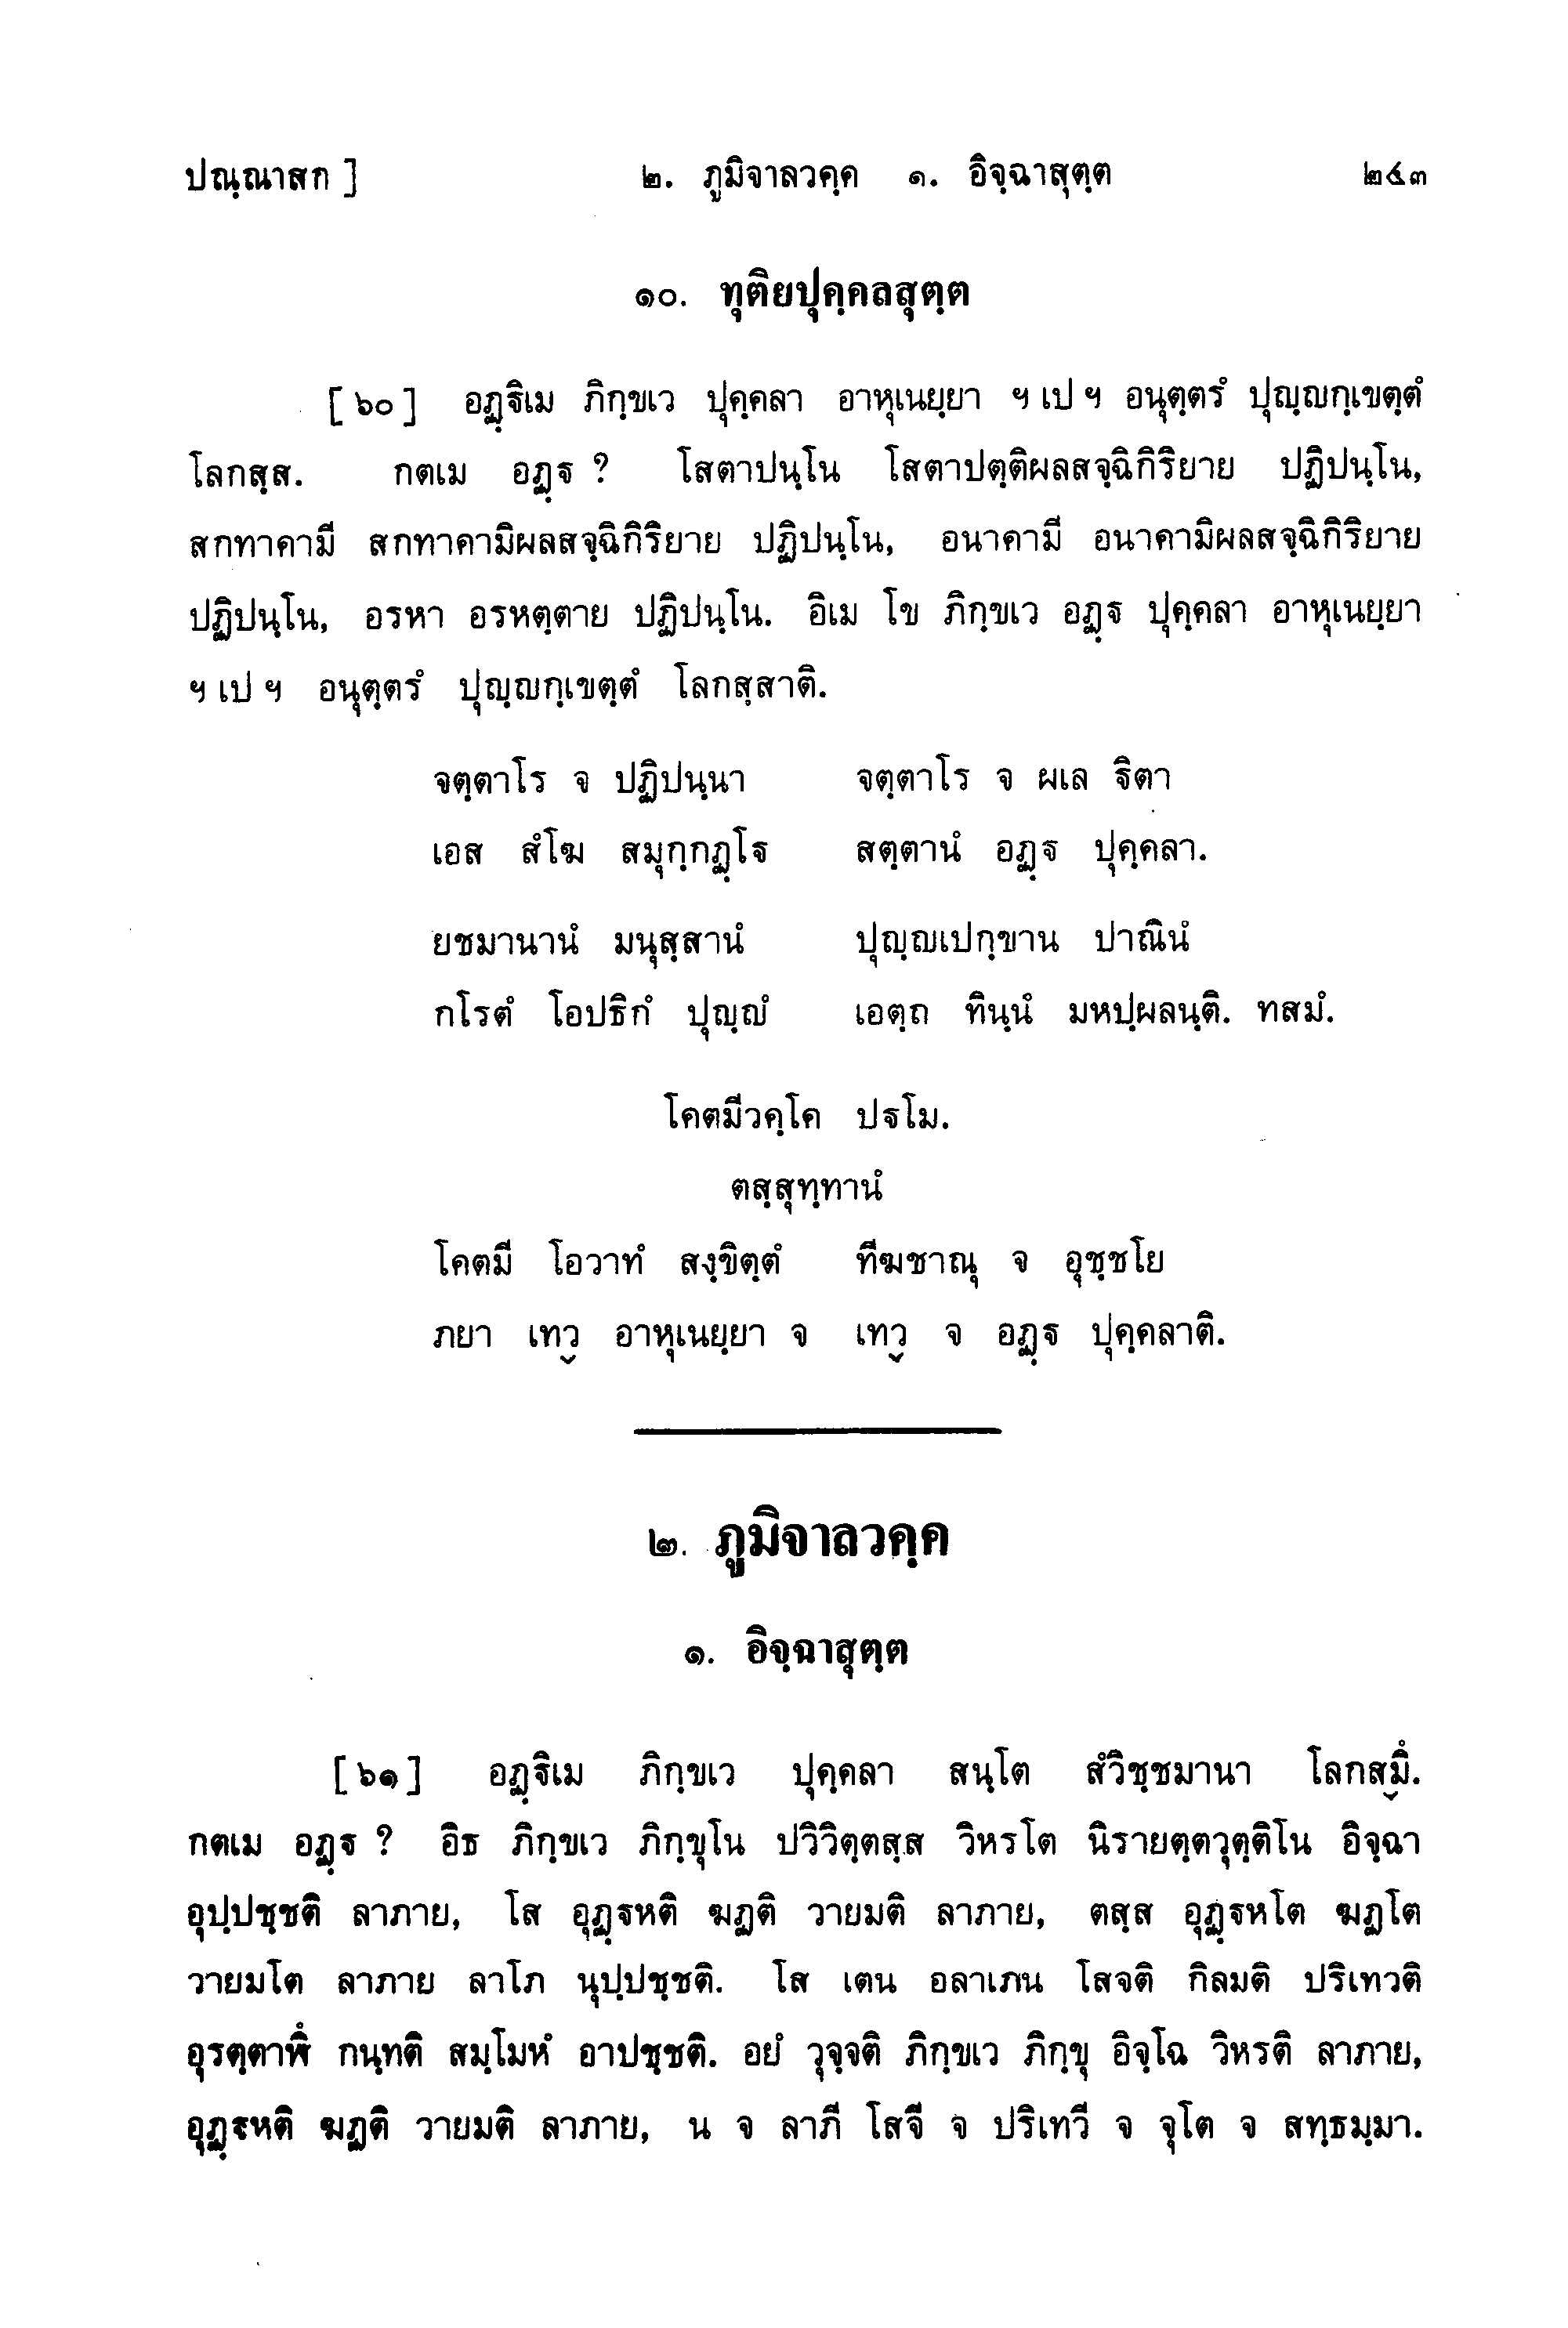 ปณฺณาสก ] ๒. ภูมิจาลวคฺค ๑. อิจฺฉาสุตฺต ๒๕๓
๑๐. ทุติยปุคฺคลสุตฺต
[ ๖๐ ] อฏฺฐิเม ภิกฺขเว ปุคฺคลา อาหุเนยฺยา ฯ เป ฯ อนุตฺตรํ ปุญฺญกฺเขตฺตํ
โลกสฺส. กตเม อฏฺฐ ? โสตาปนฺโน โสตาปตฺติผลสจฺฉิกิริยาย ปฏิปนฺโน,
สกทาคามี สกทาคามิผลสจฺฉิกิริยาย ปฏิปนฺโน, อนาคามี อนาคามิผลสจฺฉิกิริยาย
ปฏิปนฺโน, อรหา อรหตฺตาย ปฏิปนฺโน. อิเม โข ภิกฺขเว อฏฺฐ ปุคฺคลา อาหุเนยฺยา
ฯ เป ฯ อนุตฺตรํ ปุญฺญกฺเขตฺตํ โลกสฺสาติ.
จตฺตาโร จ ปฏิปนฺนา จตฺตาโร จ ผเล ฐิตา
เอส สํโฆ สมุกฺกฏฺโฐ สตฺตานํ อฏฺฐ ปุคฺคลา.
ยชมานานํ มนุสฺสานํ ปุญฺญเปกฺขาน ปาณินํ
กโรตํ โอปธิกํ ปุญฺญํ เอตฺถ ทินฺนํ มหปฺผลนฺติ. ทสมํ.
โคตมีวคฺโค ปฐโม.
ตสฺสุทฺทานํ
โคตมี โอวาทํ สงฺขิตฺตํ ทีฆชาณุ จ อุชฺชโย
ภยา เทฺว อาหุเนยฺยา จ เทฺว จ อฏฺฐ ปุคฺคลาติ.
๒. ภูมิจาลวคฺค
๑. อิจฺฉาสุตฺต
[ ๖๑ ] อฏฺฐิเม ภิกฺขเว ปุคฺคลา สนฺโต สํวิชฺชมานา โลกสฺมิํ.
กตเม อฏฺฐ ? อิธ ภิกฺขเว ภิกฺขุโน ปวิวิตฺตสฺส วิหรโต นิรายตฺตวุตฺติโน อิจฺฉา
อุปฺปชฺชติ ลาภาย, โส อุฏฺฐหติ ฆฏติ วายมติ ลาภาย, ตสฺส อุฏฺฐหโต ฆฏโต
วายมโต ลาภาย ลาโภ นุปฺปชฺชติ. โส เตน อลาเภน โสจติ กิลมติ ปริเทวติ
อุรตฺตาฬิํ กนฺทติ สมฺโมหํ อาปชฺชติ. อยํ วุจฺจติ ภิกฺขเว ภิกฺขุ อิจฺโฉ วิหรติ ลาภาย,
อุฏฺฐหติ ฆฏติ วายมติ ลาภาย, น จ ลาภี โสจี จ ปริเทวี จ จุโต จ สทฺธมฺมา.